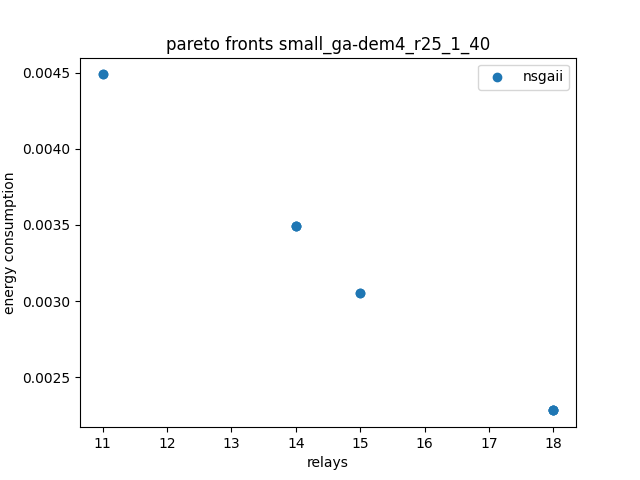 pareto fronts small_ga-dem4_r25_1_40
nsgaii
energy consumption
0.0045
0.0040
0.0035
0.0030
0.0025
11 12 13 14 15 16 17 18
relays